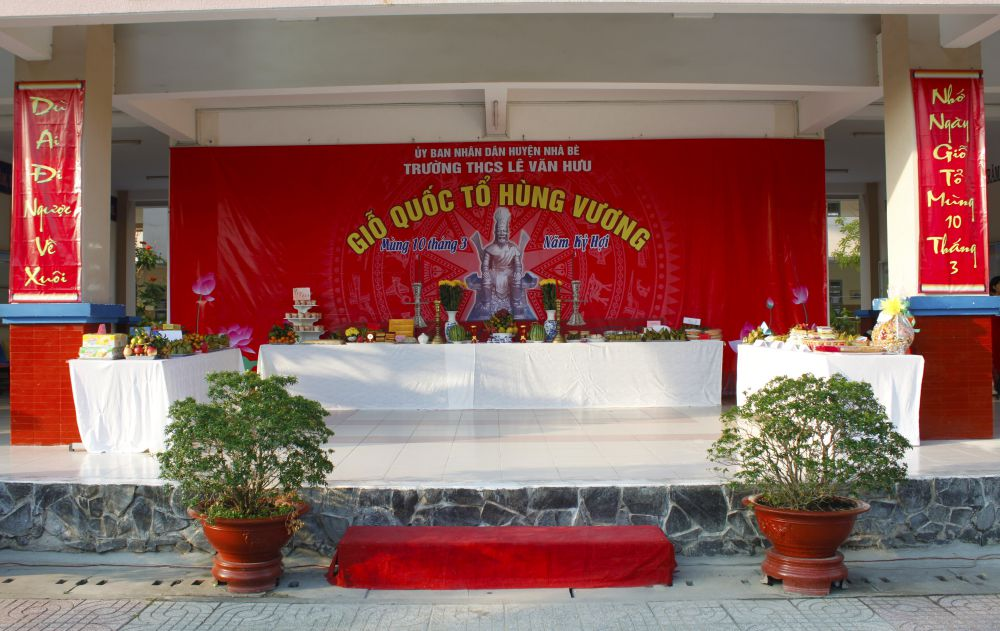 Dù
Ai
Đi
Ngược
Về
Xuôi
ỦY BAN NHÂN DÂN HUYỆN NHÀ BÈ
TRƯỜNG THCS LÊ VĂN HƯU
GIỖ QUỐC TỔ HÙNG VƯƠNG
Mùng 10 tháng 3 Năm Kỷ Hợi
Nhớ
Ngày
Giỗ
Tổ
Mùng
10
Tháng
3